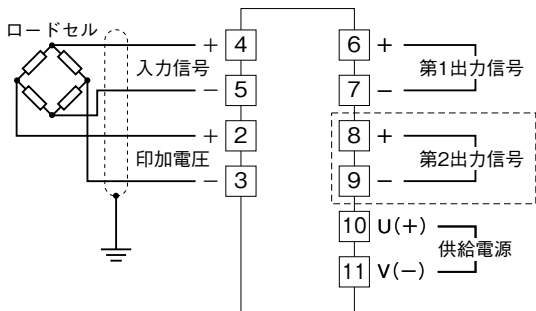 ロードセル
入力信号
+ 4
− 5
印加電圧
+ 2
− 3
6 +
7 −
第1出力信号
8 +
9 −
第2出力信号
10 U(+)
11 V(−)
供給電源